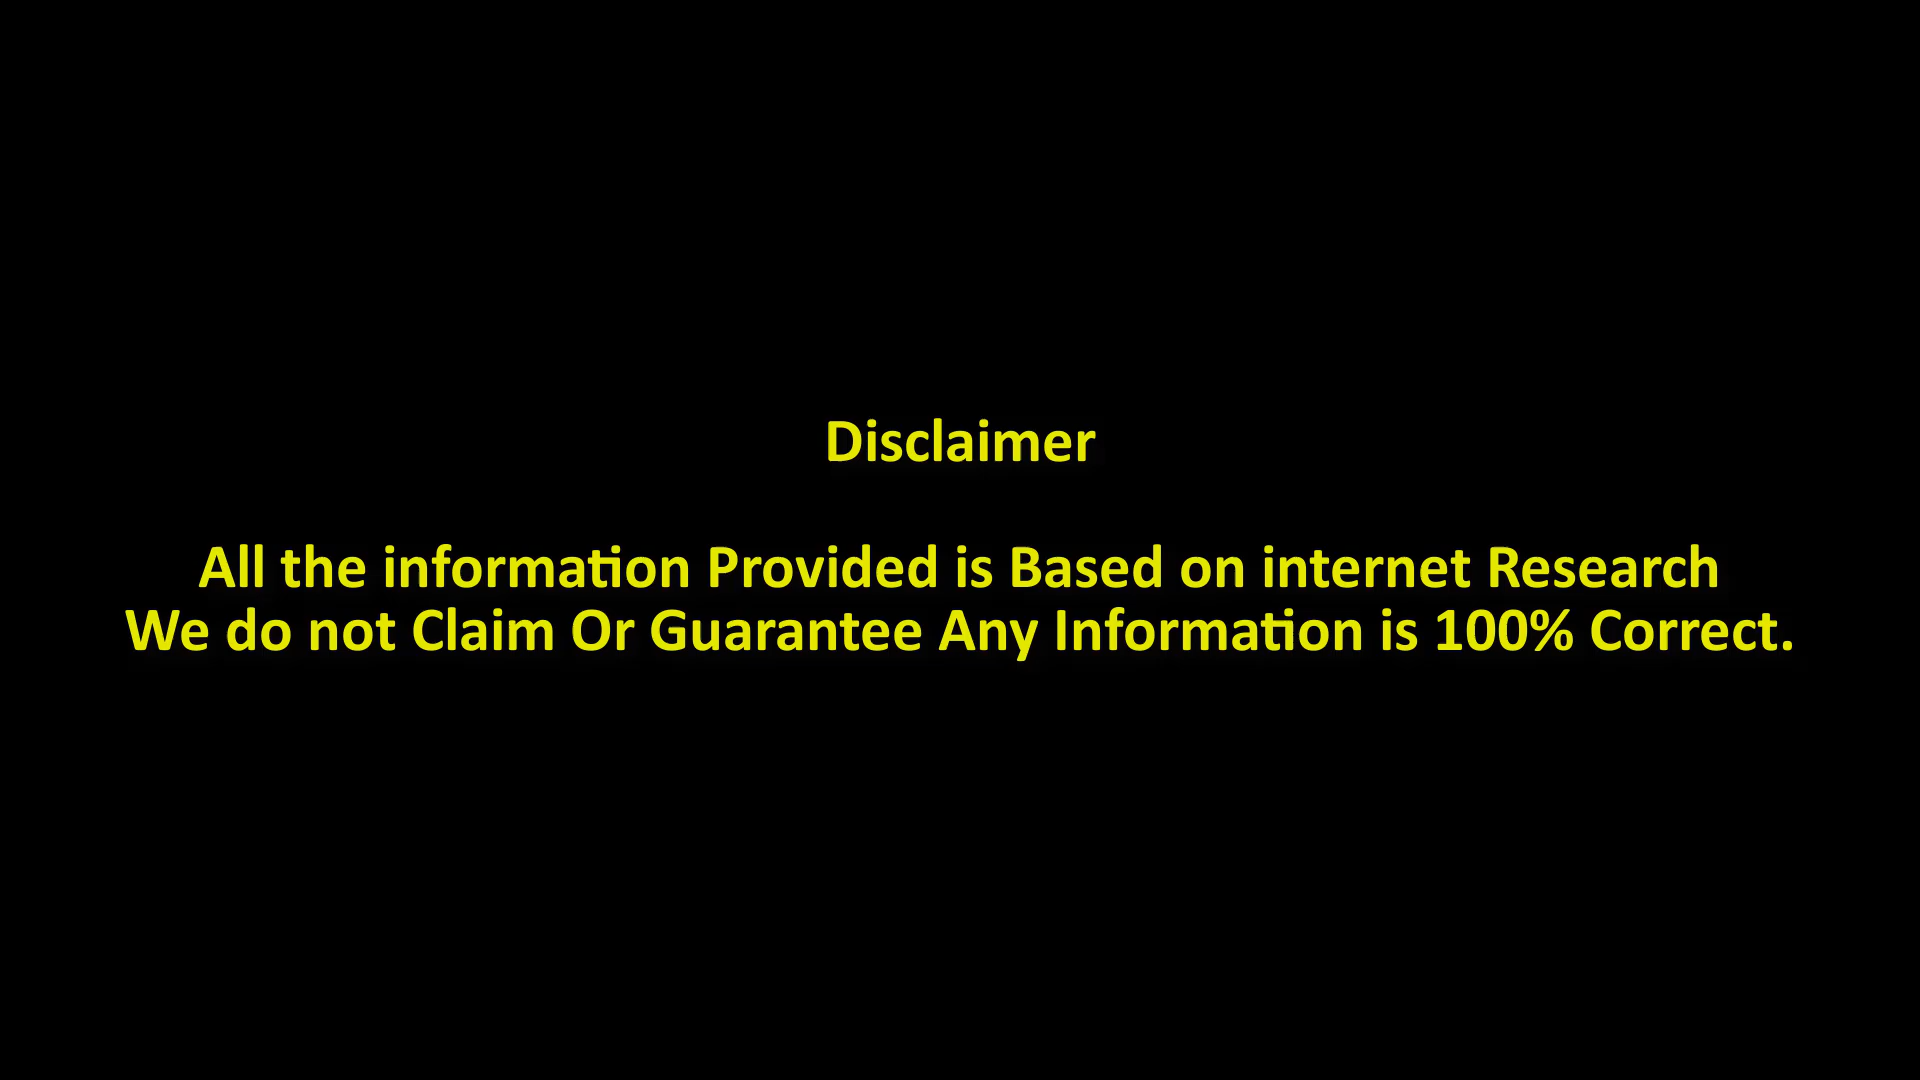 Disclaimer
All the information Provided is Based on internet Research
We do not Claim Or Guarantee Any Information is 100% Correct.